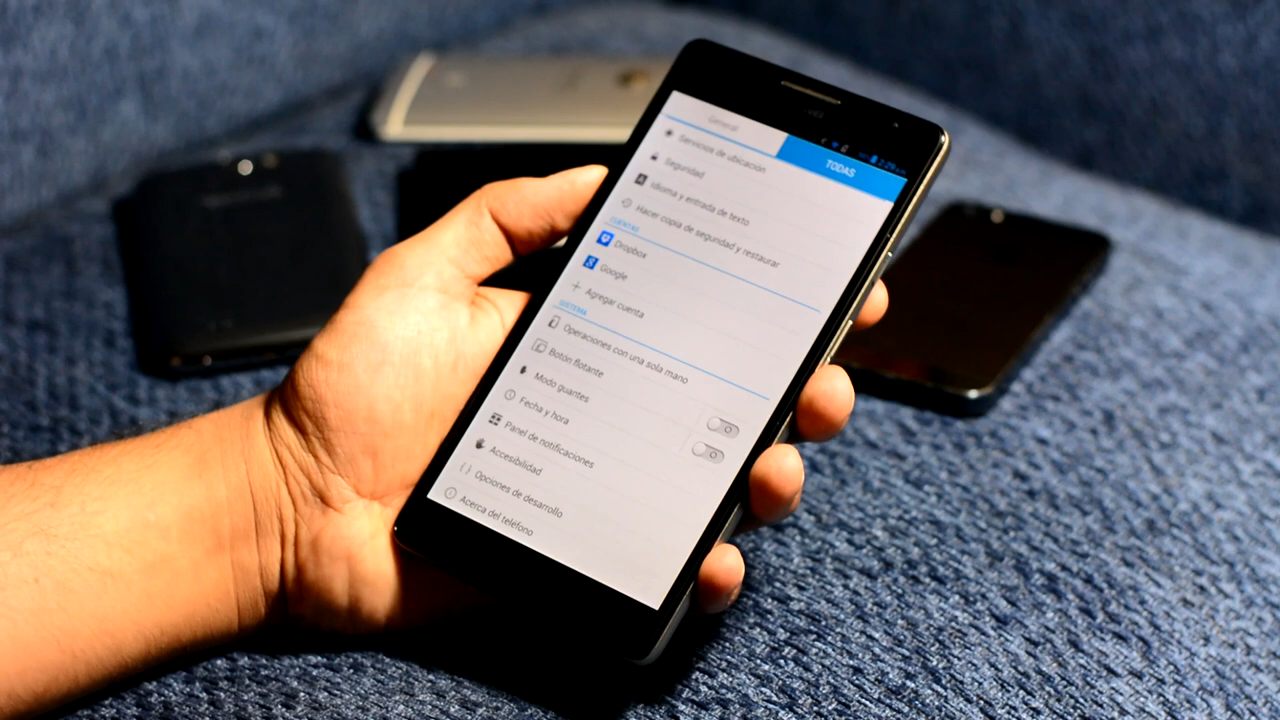 2:29
General
TODAS
Servicios de ubicación
Seguridad
Idioma y entrada de texto
Hacer copia de seguridad y restaurar
CUENTAS
Dropbox
Google
Agregar cuenta
SISTEMA
Operaciones con una sola mano
Botón flotante
Modo guantes
Fecha y hora
Panel de notificaciones
Accesibilidad
Opciones de desarrollo
Acerca del teléfono